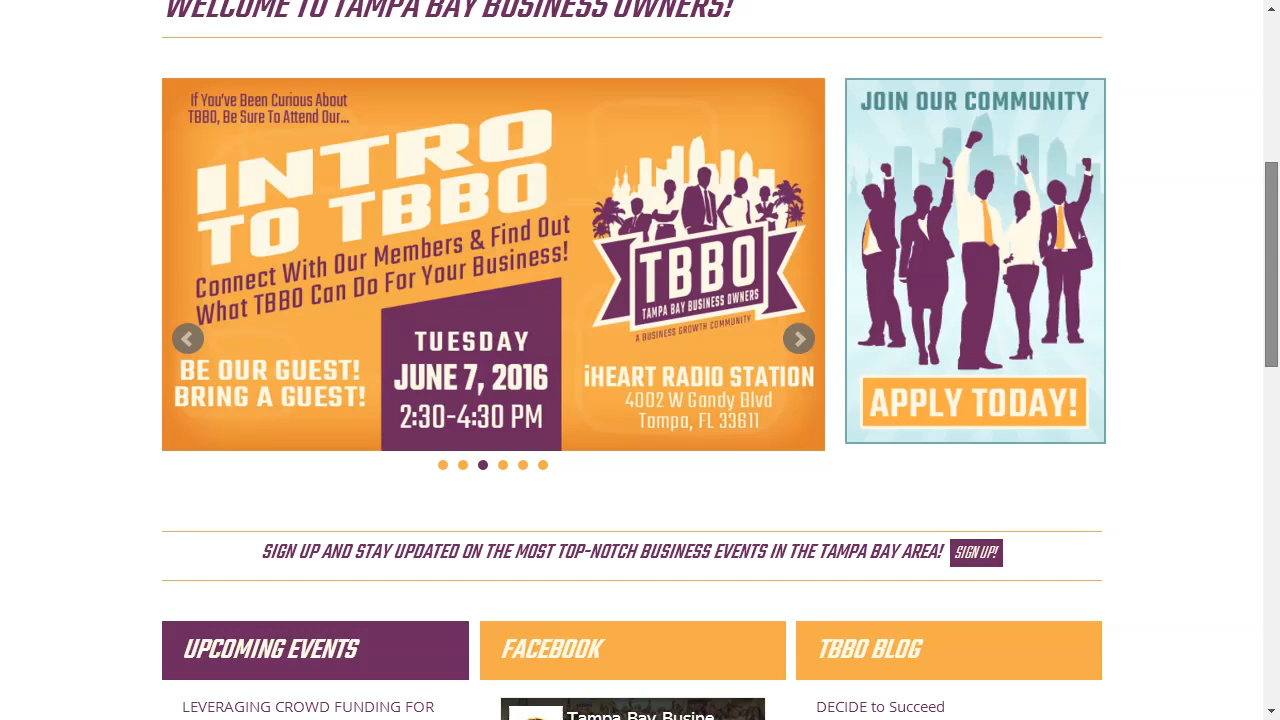 WELCOME TO TAMPA BAY BUSINESS OWNERS!
If You've Been Curious About
TBBO, Be Sure To Attend Our...
INTRO
TO TBBO
Connect With Our Members & Find Out
What TBBO Can Do For Your Business!
BE OUR GUEST!
BRING A GUEST!
TUESDAY
JUNE 7, 2016
2:30-4:30 PM
TBBO
TAMPA BAY BUSINESS OWNERS
A BUSINESS GROWTH COMMUNITY
iHEART RADIO STATION
4002 W Gandy Blvd
Tampa, FL 33611
JOIN OUR COMMUNITY
APPLY TODAY!
SIGN UP AND STAY UPDATED ON THE MOST TOP-NOTCH BUSINESS EVENTS IN THE TAMPA BAY AREA! SIGN UP!
UPCOMING EVENTS
LEVERAGING CROWD FUNDING FOR
FACEBOOK
Tampa Bay Busine
TBBO BLOG
DECIDE to Succeed